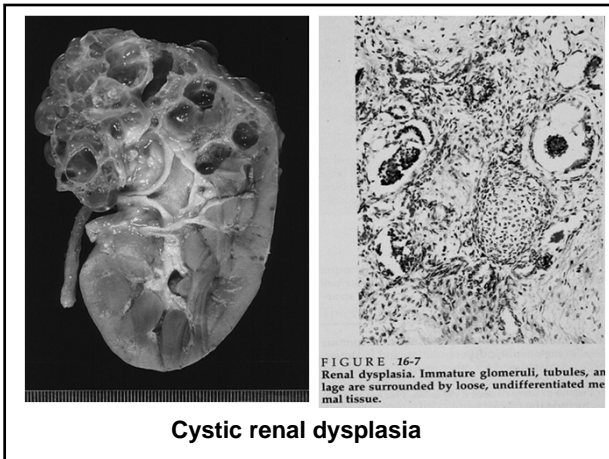 FIGURE 16-7
Renal dysplasia. Immature glomeruli, tubules, an
lage are surrounded by loose, undifferentiated me
mal tissue.
Cystic renal dysplasia